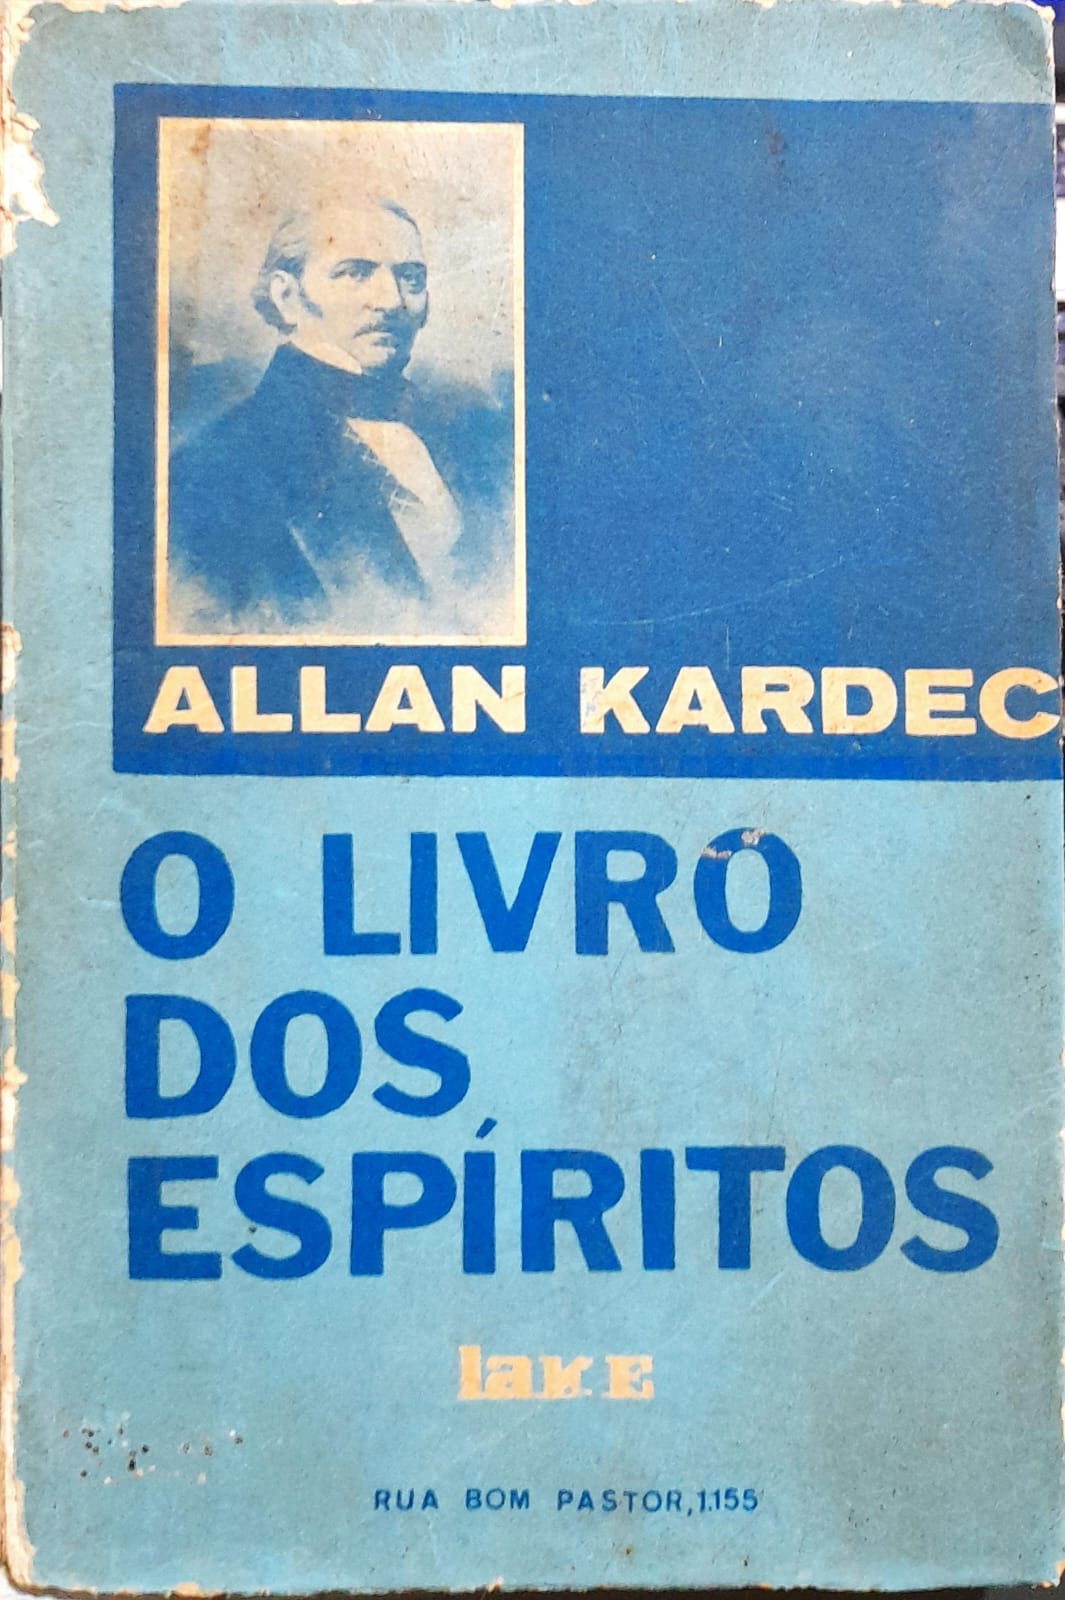 ALLAN KARDEC
O LIVRO
DOS
ESPÍRITOS
lakE
RUA BOM PASTOR, 1.155